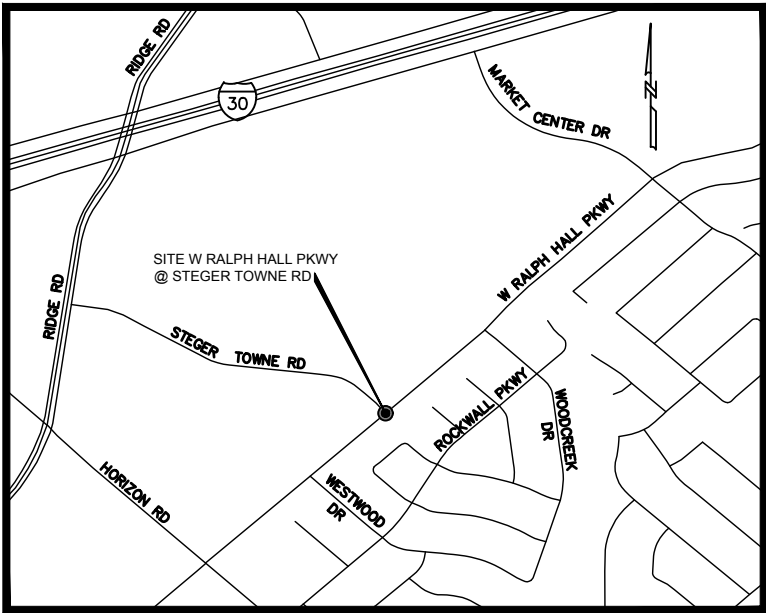 RIDGE RD
30
MARKET CENTER DR
N
W RALPH HALL PKWY
SITE W RALPH HALL PKWY
@ STEGER TOWNE RD
RIDGE RD
STEGER TOWNE RD
ROCKWALL PKWY
WOODCREEK
DR
HORIZON RD
WESTWOOD
DR